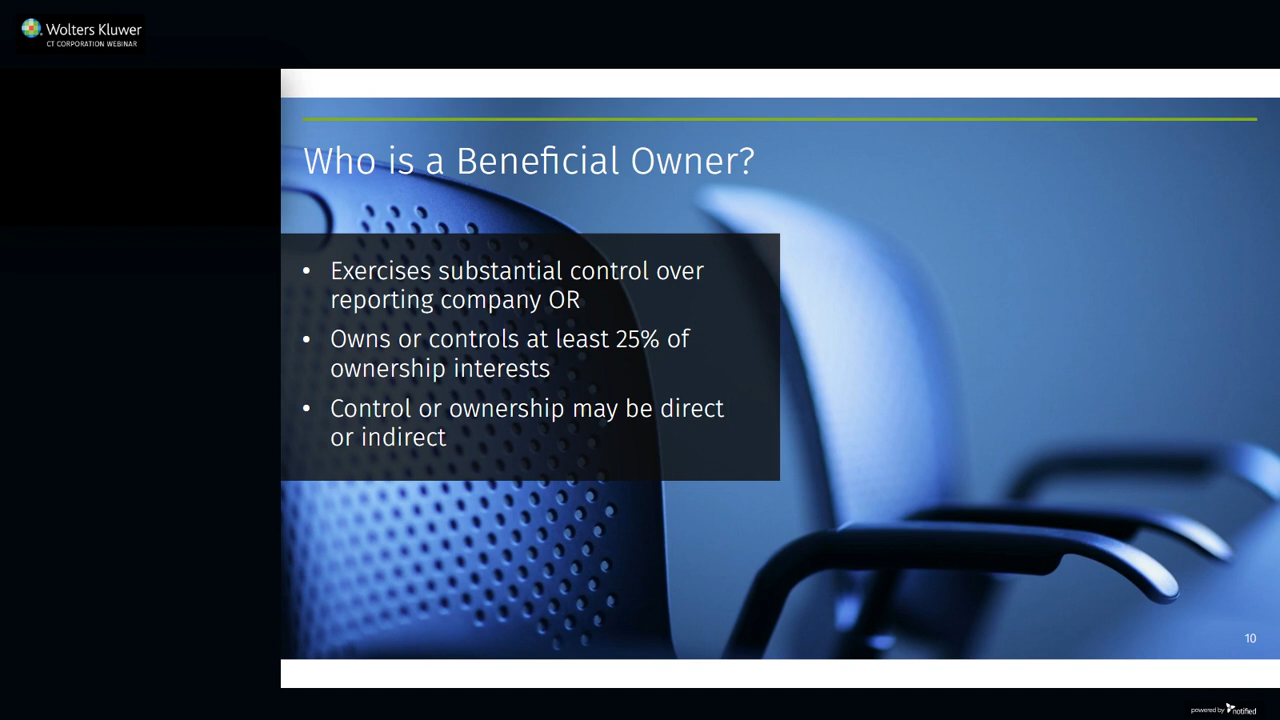 Wolters Kluwer
CT CORPORATION WEBINAR
Who is a Beneficial Owner?
• Exercises substantial control over
reporting company OR
• Owns or controls at least 25% of
ownership interests
• Control or ownership may be direct
or indirect
10
powered by notified